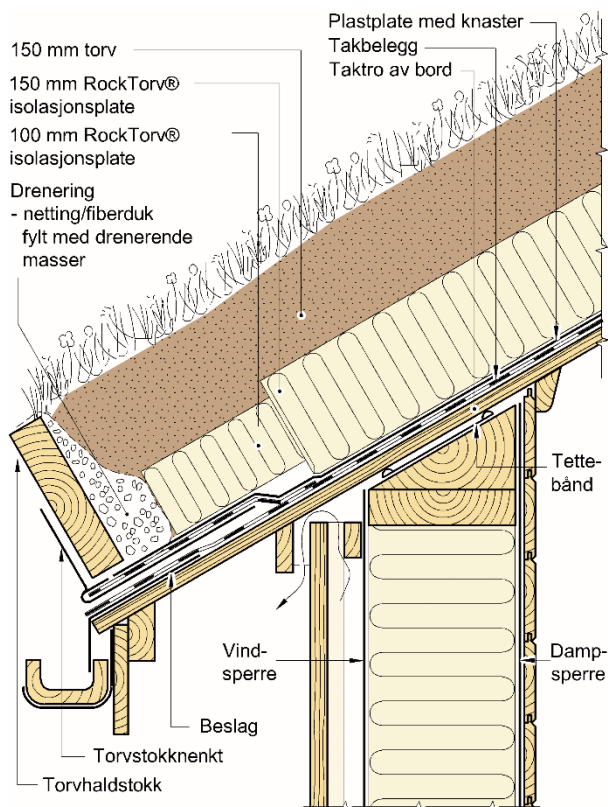 150 mm torv
150 mm RockTorv®
isolasjonsplate
100 mm RockTorv®
isolasjonsplate
Drenering
- netting/fiberduk
fylt med drenerende
masser
Plastplate med knaster
Takbelegg
Taktro av bord
Tette-
bånd
Vind-
sperre
Damp-
sperre
Beslag
Torvstokknenkt
Torvhaldstokk